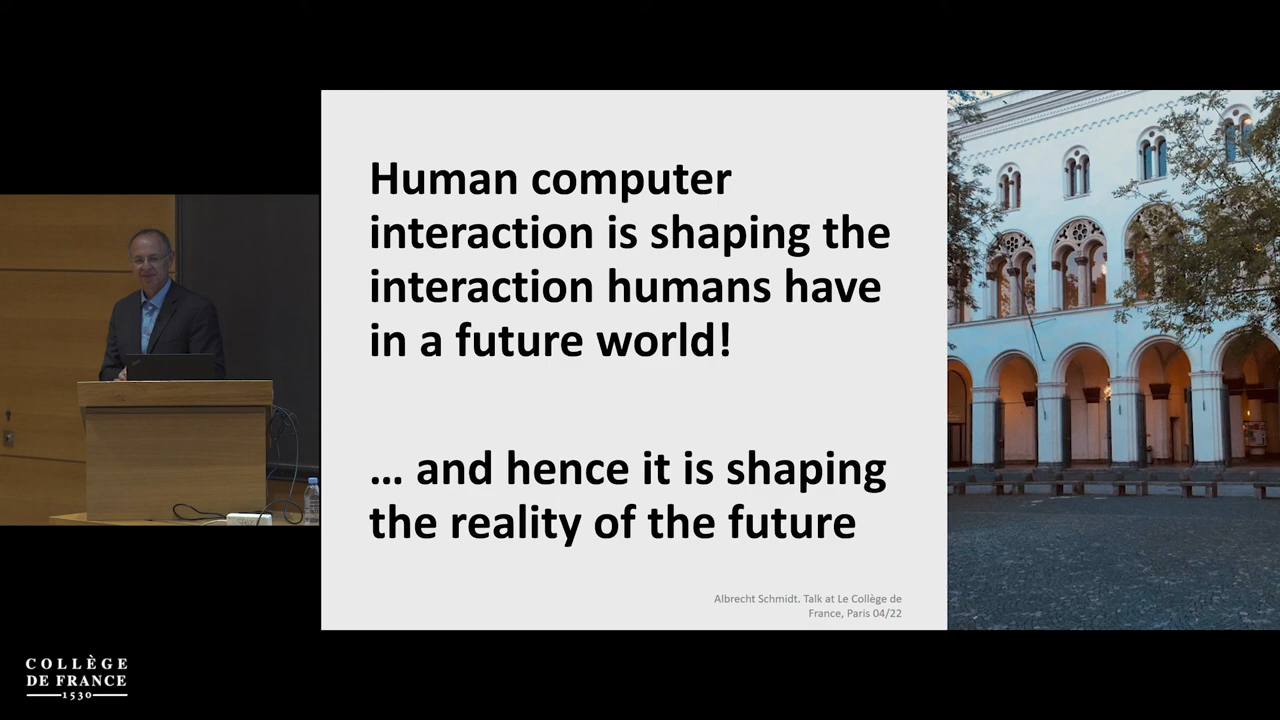 Human computer
interaction is shaping the
interaction humans have
in a future world!
... and hence it is shaping
the reality of the future
Albrecht Schmidt. Talk at Le Collège de
France, Paris 04/22
COLLÈGE
DE FRANCE
1530